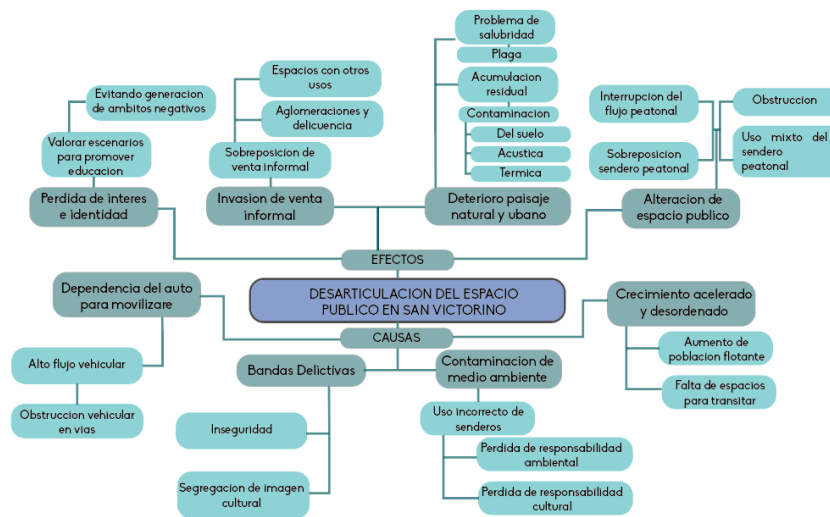 Problema de
salubridad
Plaga
Acumulacion
residual
Contaminacion
Del suelo
Acustica
Termica
Deterioro paisaje
natural y ubano
Espacios con otros
usos
Aglomeraciones y
delicuencia
Sobreposicion de
venta informal
Invasion de venta
informal
Evitando generacion
de ambitos negativos
Valorar escenarios
para promover
educacion
Perdida de interes
e identidad
Interrupcion del
flujo peatonal
Obstruccion
Sobreposicion
sendero peatonal
Uso mixto del
sendero
peatonal
Alteracion de
espacio publico
EFECTOS
DESARTICULACION DEL ESPACIO
PUBLICO EN SAN VICTORINO
CAUSAS
Dependencia del auto
para movilizare
Alto flujo vehicular
Obstruccion vehicular
en vias
Bandas Delictivas
Inseguridad
Segregacion de imagen
cultural
Contaminacion de
medio ambiente
Uso incorrecto de
senderos
Perdida de responsabilidad
ambiental
Perdida de responsabilidad
cultural
Crecimiento acelerado
y desordenado
Aumento de
poblacion flotante
Falta de espacios
para transitar